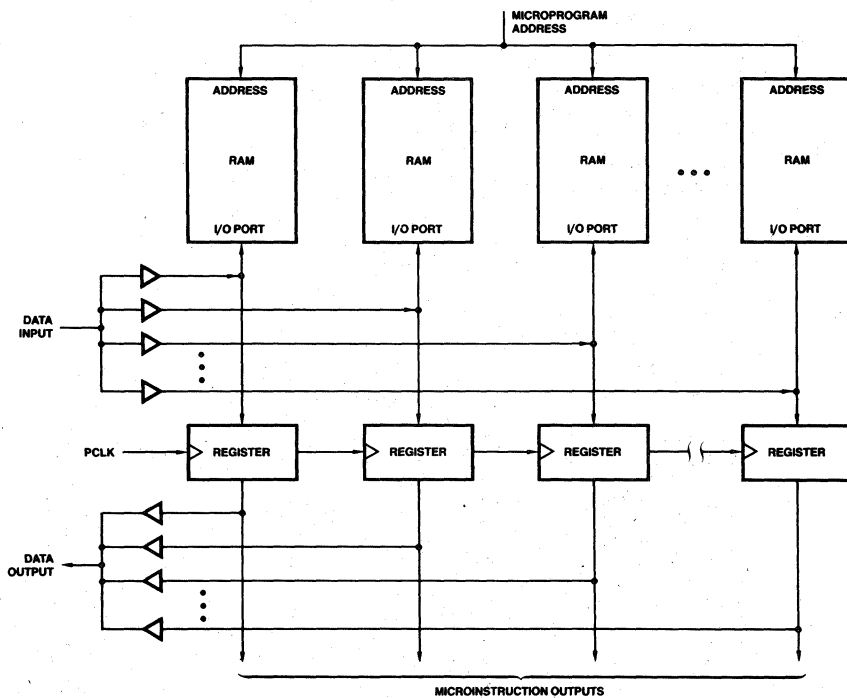 MICROPROGRAM
ADDRESS
ADDRESS
ADDRESS
ADDRESS
ADDRESS
RAM
RAM
RAM
RAM
I/O PORT
I/O PORT
I/O PORT
I/O PORT
DATA
INPUT
PCLK
REGISTER
REGISTER
REGISTER
REGISTER
DATA
OUTPUT
MICROINSTRUCTION OUTPUTS